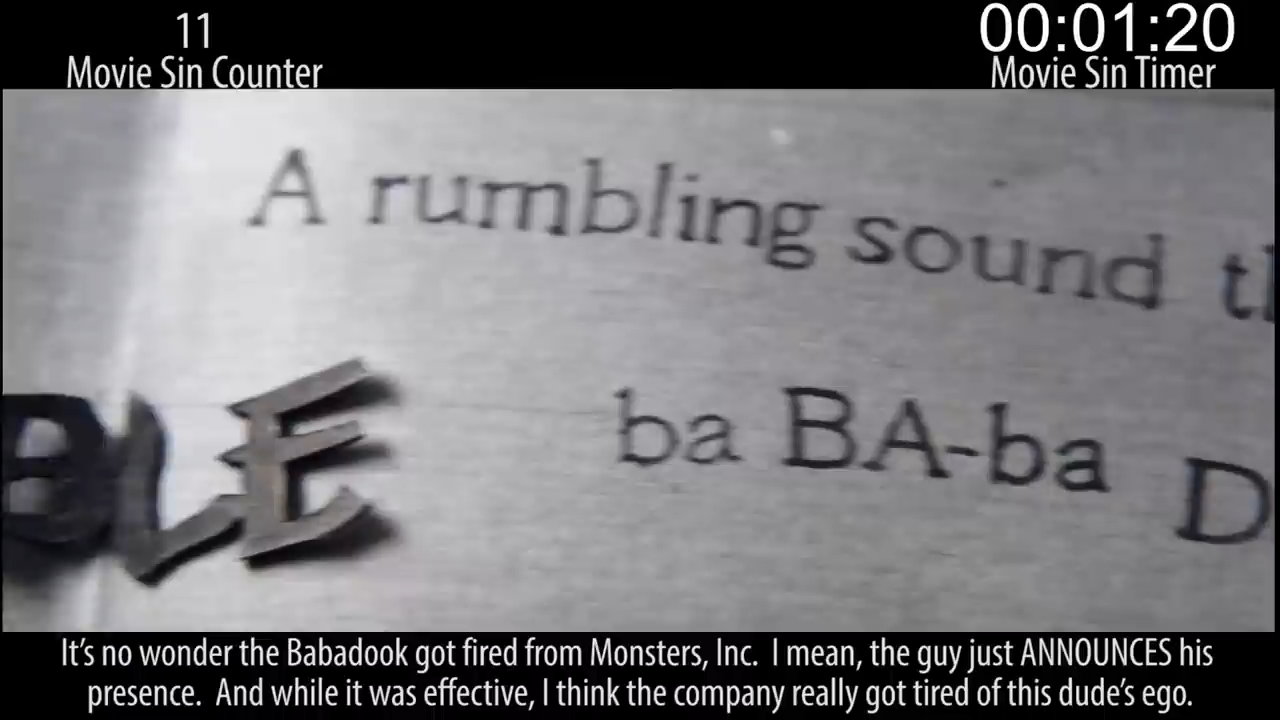 11
Movie Sin Counter
00:01:20
Movie Sin Timer
A rumbling sound
BLE
ba BA-ba D
It's no wonder the Babadook got fired from Monsters, Inc.  I mean, the guy just ANNOUNCES his
presence.  And while it was effective, I think the company really got tired of this dude's ego.